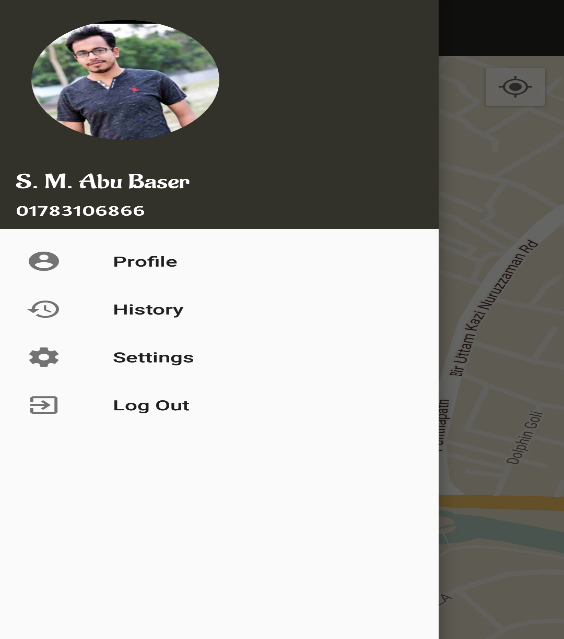 S. M. Abu Baser
01783106866
Profile
History
Settings
Log Out
Bir Uttam Kazi Nuruzzaman Rd
Dolphin Goli